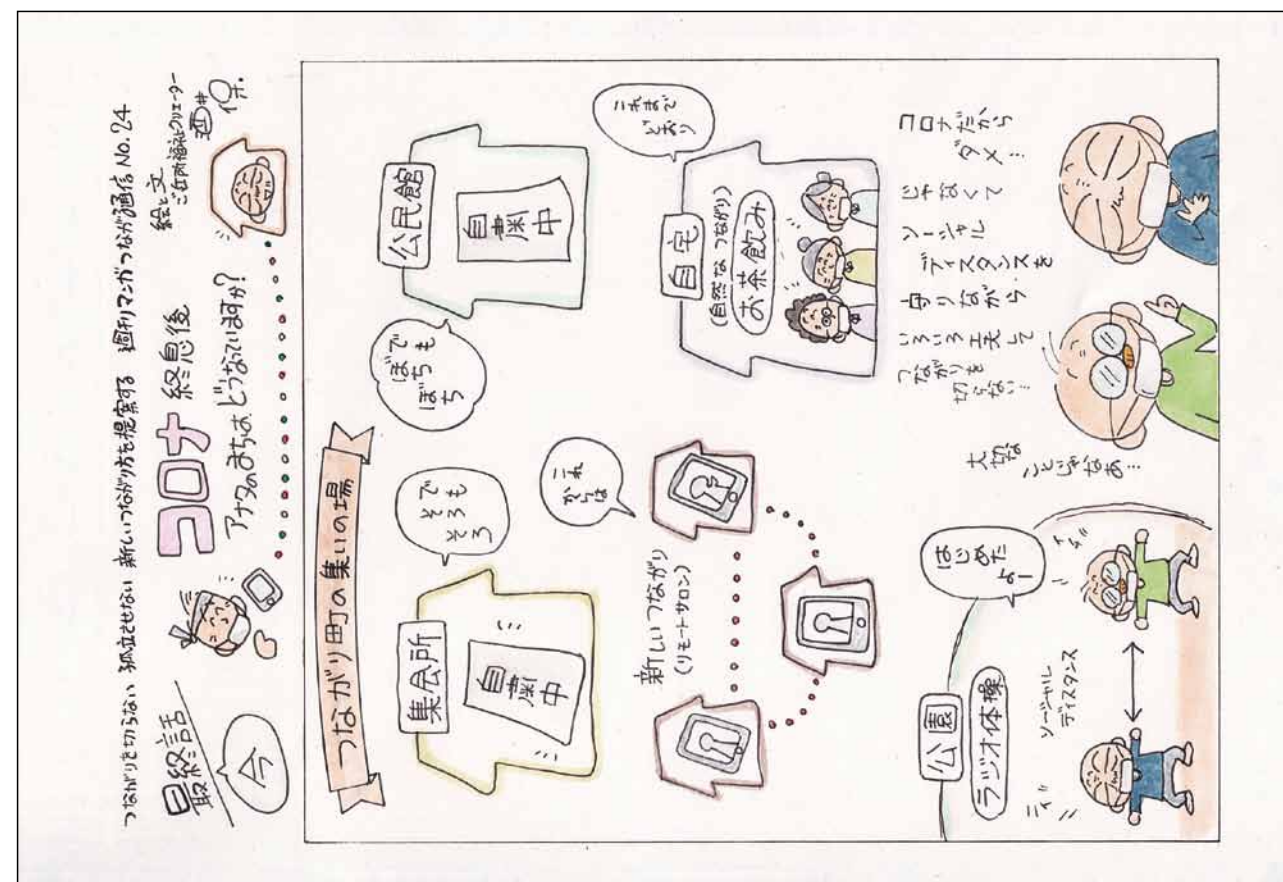 つながりを切らない 孤立させない 新しいつながり方を提案する 週刊マンガつなが通信 No.24
最終話
今
コロナ終息後
アナタのまちは、どうなっていますか?
絵と文
ご近所福祉クリエーター
酒井 保.
つながり町の集いの場
集会所
自粛中
でも
そろ
そろ
公民館
自粛中
でも
ぼち
ぼち
新しいつながり
(リモートサロン)
これ
からは
自宅
(自然なつながり)
お茶飲み
これまで
どおり
公園
ラジオ体操
はじめた
よー
ソーシャル
ディスタンス
コロナだから
ダメ…
じゃなくて
ソーシャル
ディスタンスを
守りながら、
いろいろ工夫して
つながりを
切らない…
大切な
ことじゃなあ…